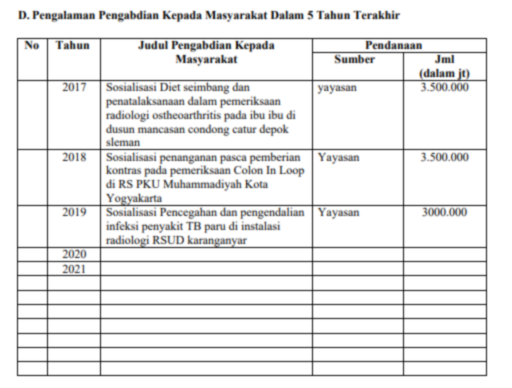 D. Pengalaman Pengabdian Kepada Masyarakat Dalam 5 Tahun Terakhir
No Tahun Judul Pengabdian Kepada Masyarakat Pendanaan
Sumber Jml (dalam jt)
2017 Sosialisasi Diet seimbang dan yayasan 3.500.000
penatalaksanaan dalam pemeriksaan
radiologi ostheoarthritis pada ibu ibu di
dusun mancasan condong catur depok
sleman
2018 Sosialisasi penanganan pasca pemberian Yayasan 3.500.000
kontras pada pemeriksaan Colon In Loop
di RS PKU Muhammadiyah Kota
Yogyakarta
2019 Sosialisasi Pencegahan dan pengendalian Yayasan 3000.000
infeksi penyakit TB paru di instalasi
radiologi RSUD karanganyar
2020
2021